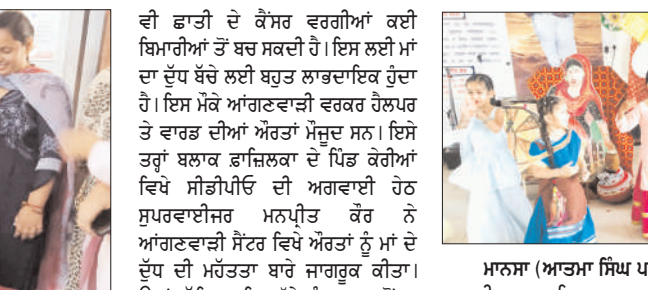 ਵੀ ਛਾਤੀ ਦੇ ਕੈਂਸਰ ਵਰਗੀਆਂ ਕਈ
ਬਿਮਾਰੀਆਂ ਤੋਂ ਬਚ ਸਕਦੀ ਹੈ। ਇਸ ਲਈ ਮਾਂ
ਦਾ ਦੁੱਧ ਬੱਚੇ ਲਈ ਬਹੁਤ ਲਾਭਦਾਇਕ ਹੁੰਦਾ
ਹੈ। ਇਸ ਮੌਕੇ ਆਂਗਣਵਾੜੀ ਵਰਕਰ ਹੈਲਪਰ
ਤੇ ਵਾਰਡ ਦੀਆਂ ਔਰਤਾਂ ਮੌਜੂਦ ਸਨ। ਇਸੇ
ਤਰ੍ਹਾਂ ਬਲਾਕ ਫ਼ਾਜ਼ਿਲਕਾ ਦੇ ਪਿੰਡ ਕੇਰੀਆਂ
ਵਿਖੇ ਸੀਡੀਪੀਓ ਦੀ ਅਗਵਾਈ ਹੇਠ
ਸੁਪਰਵਾਈਜਰ ਮਨਪ੍ਰੀਤ ਕੌਰ ਨੇ
ਆਂਗਣਵਾੜੀ ਸੈਂਟਰ ਵਿਖੇ ਔਰਤਾਂ ਨੂੰ ਮਾਂ ਦੇ
ਦੁੱਧ ਦੀ ਮਹੱਤਤਾ ਬਾਰੇ ਜਾਗਰੂਕ ਕੀਤਾ।
ਮਾਨਸਾ (ਆਤਮਾ ਸਿੰਘ